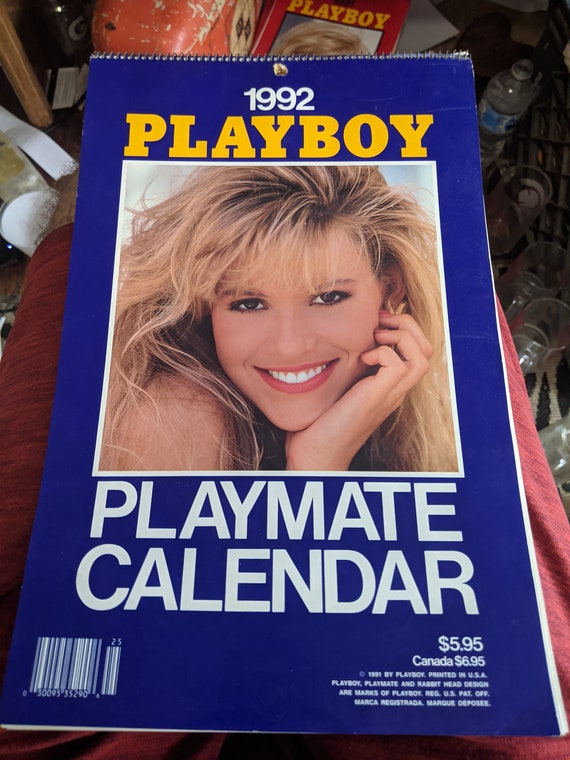 PLAYBOY
1992
PLAYBOY
PLAYMATE
CALENDAR
$5.95
Canada $6.95
© 1991 BY PLAYBOY. PRINTED IN U.S.A.
PLAYBOY, PLAYMATE AND RABBIT HEAD DESIGN
ARE MARKS OF PLAYBOY. REG. U.S. PAT. OFF.
MARCA REGISTRADA. MARQUE DÉPOSÉE.
25
0 30095 35290 6